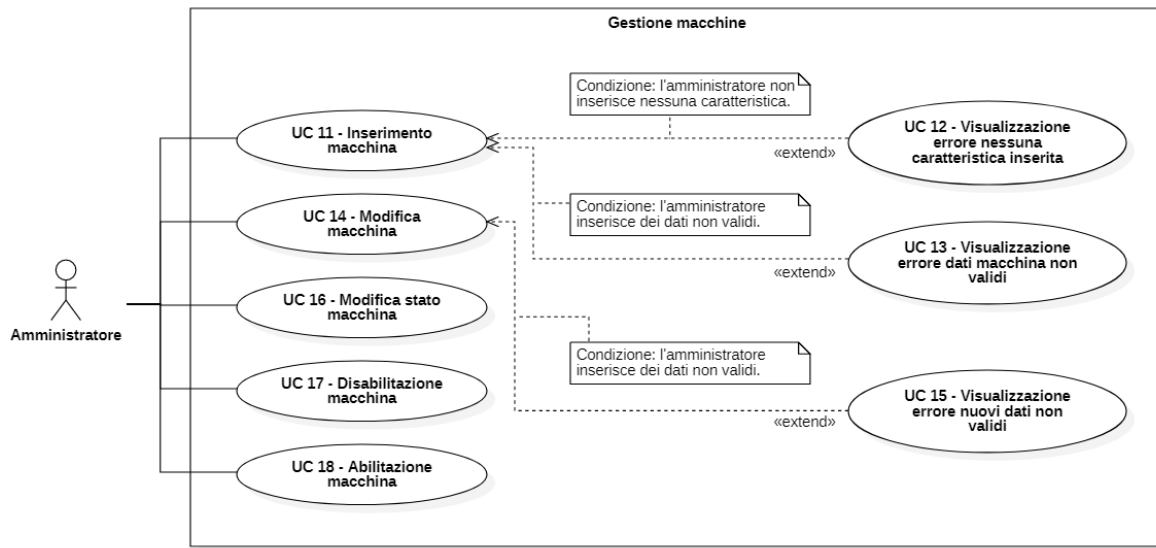 Gestione macchine
Condizione: l'amministratore non
inserisce nessuna caratteristica.
UC 11 - Inserimento
macchina
UC 12 - Visualizzazione
errore nessuna
caratteristica inserita
«extend»
UC 14 - Modifica
macchina
Condizione: l'amministratore
inserisce dei dati non validi.
UC 13 - Visualizzazione
errore dati macchina non
validi
«extend»
UC 16 - Modifica stato
macchina
Amministratore
Condizione: l'amministratore
inserisce dei dati non validi.
UC 17 - Disabilitazione
macchina
UC 15 - Visualizzazione
errore nuovi dati non
validi
«extend»
UC 18 - Abilitazione
macchina